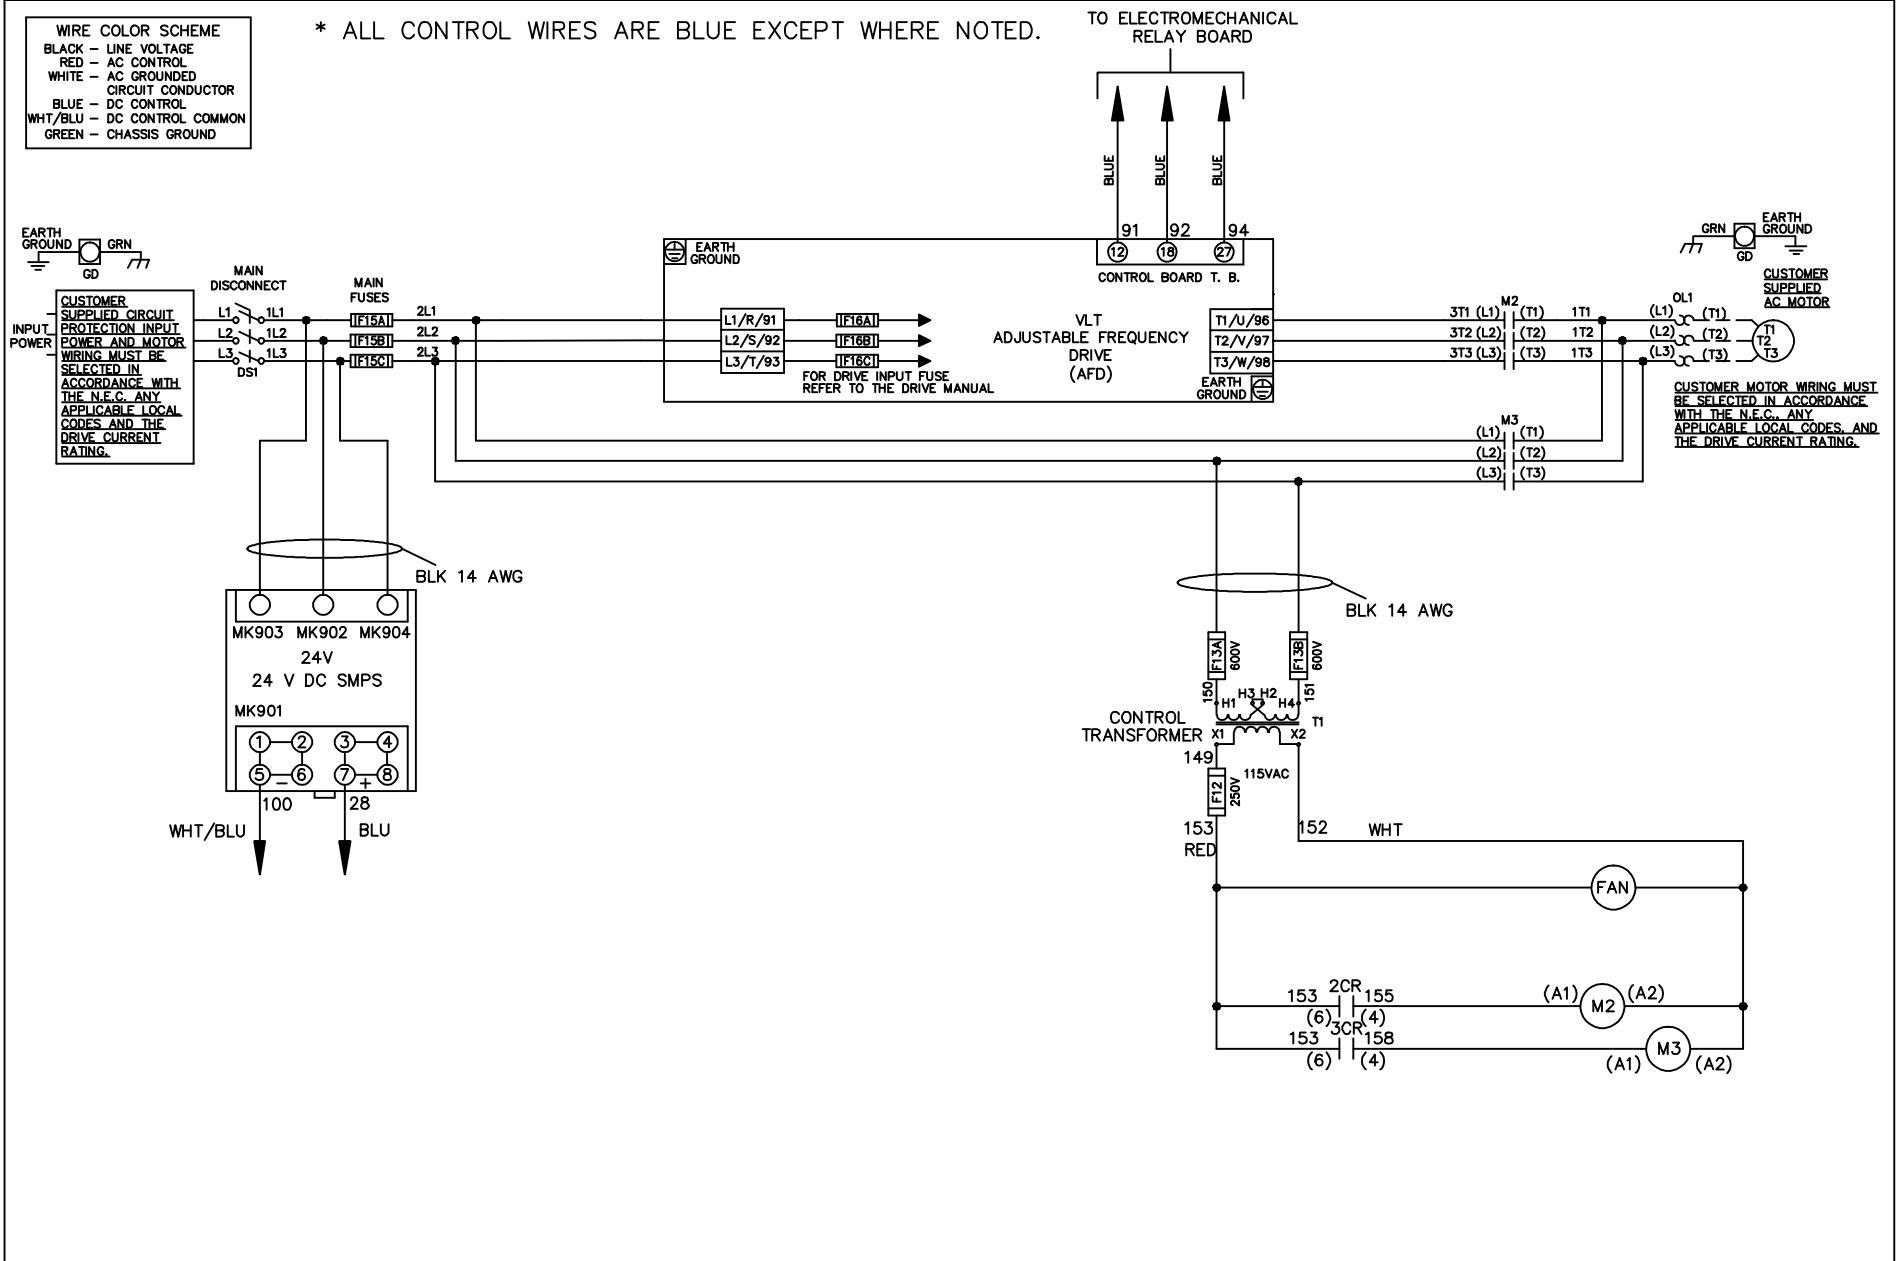 WIRE COLOR SCHEME
BLACK – LINE VOLTAGE
RED – AC CONTROL
WHITE – AC GROUNDED
CIRCUIT CONDUCTOR
BLUE – DC CONTROL
WHT/BLU – DC CONTROL COMMON
GREEN – CHASSIS GROUND
* ALL CONTROL WIRES ARE BLUE EXCEPT WHERE NOTED.
TO ELECTROMECHANICAL
RELAY BOARD
BLUE
BLUE
BLUE
91 92 94
12 18 27
CONTROL BOARD T. B.
EARTH
GROUND
GRN
GD
INPUT
POWER
CUSTOMER
SUPPLIED CIRCUIT
PROTECTION INPUT
POWER AND MOTOR
WIRING MUST BE
SELECTED IN
ACCORDANCE WITH
THE N.E.C. ANY
APPLICABLE LOCAL
CODES AND THE
DRIVE CURRENT
RATING.
MAIN
DISCONNECT
L1 1L1
L2 1L2
L3 1L3
DS1
MAIN
FUSES
F15A 2L1
F15B 2L2
F15C 2L3
EARTH
GROUND
L1/R/91 F16A
L2/S/92 F16B
L3/T/93 F16C
FOR DRIVE INPUT FUSE
REFER TO THE DRIVE MANUAL
VLT
ADJUSTABLE FREQUENCY
DRIVE
(AFD)
T1/U/96
T2/V/97
T3/W/98
EARTH
GROUND
M2
3T1 (L1) (T1) 1T1
3T2 (L2) (T2) 1T2
3T3 (L3) (T3) 1T3
OL1
(L1) (T1)
(L2) (T2)
(L3) (T3)
T1
T2
T3
GRN
GD
EARTH
GROUND
CUSTOMER
SUPPLIED
AC MOTOR
CUSTOMER MOTOR WIRING MUST
BE SELECTED IN ACCORDANCE
WITH THE N.E.C., ANY
APPLICABLE LOCAL CODES, AND
THE DRIVE CURRENT RATING.
M3
(L1) (T1)
(L2) (T2)
(L3) (T3)
BLK 14 AWG
MK903 MK902 MK904
24V
24 V DC SMPS
MK901
1 2 3 4
5 6 7 8
– +
100 28
WHT/BLU BLU
BLK 14 AWG
F13A 600V
F13B 600V
150 151
H1 H3 H2 H4
T1
CONTROL
TRANSFORMER
X1 X2
149
115VAC
F12 250V
153
RED
152 WHT
FAN
2CR
153 155
(6) (4)
(A1) M2 (A2)
3CR
153 158
(6) (4)
(A1) M3 (A2)